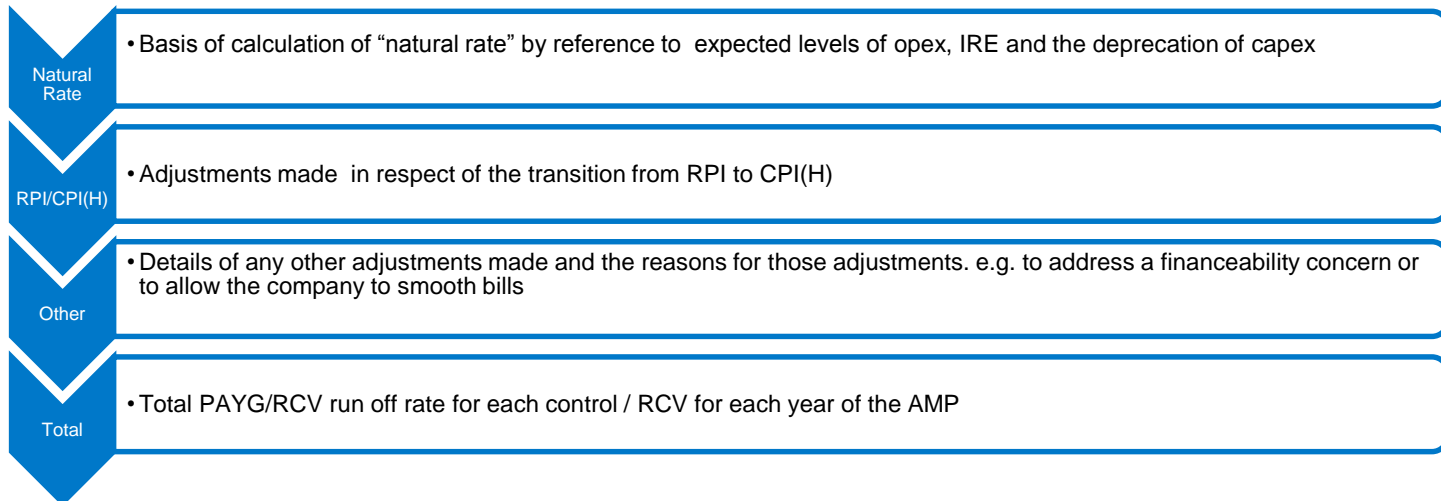 Natural
Rate
• Basis of calculation of “natural rate” by reference to expected levels of opex, IRE and the deprecation of capex
RPI/CPI(H)
• Adjustments made in respect of the transition from RPI to CPI(H)
Other
• Details of any other adjustments made and the reasons for those adjustments. e.g. to address a financeability concern or
to allow the company to smooth bills
Total
• Total PAYG/RCV run off rate for each control / RCV for each year of the AMP